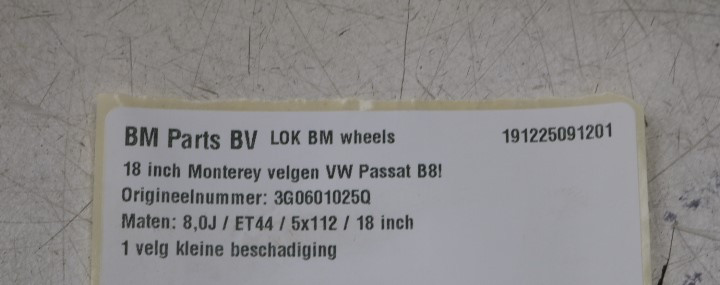 BM Parts BV LOK BM wheels 191225091201
18 inch Monterey velgen VW Passat B8!
Origineelnummer: 3G0601025Q
Maten: 8,0J / ET44 / 5x112 / 18 inch
1 velg kleine beschadiging